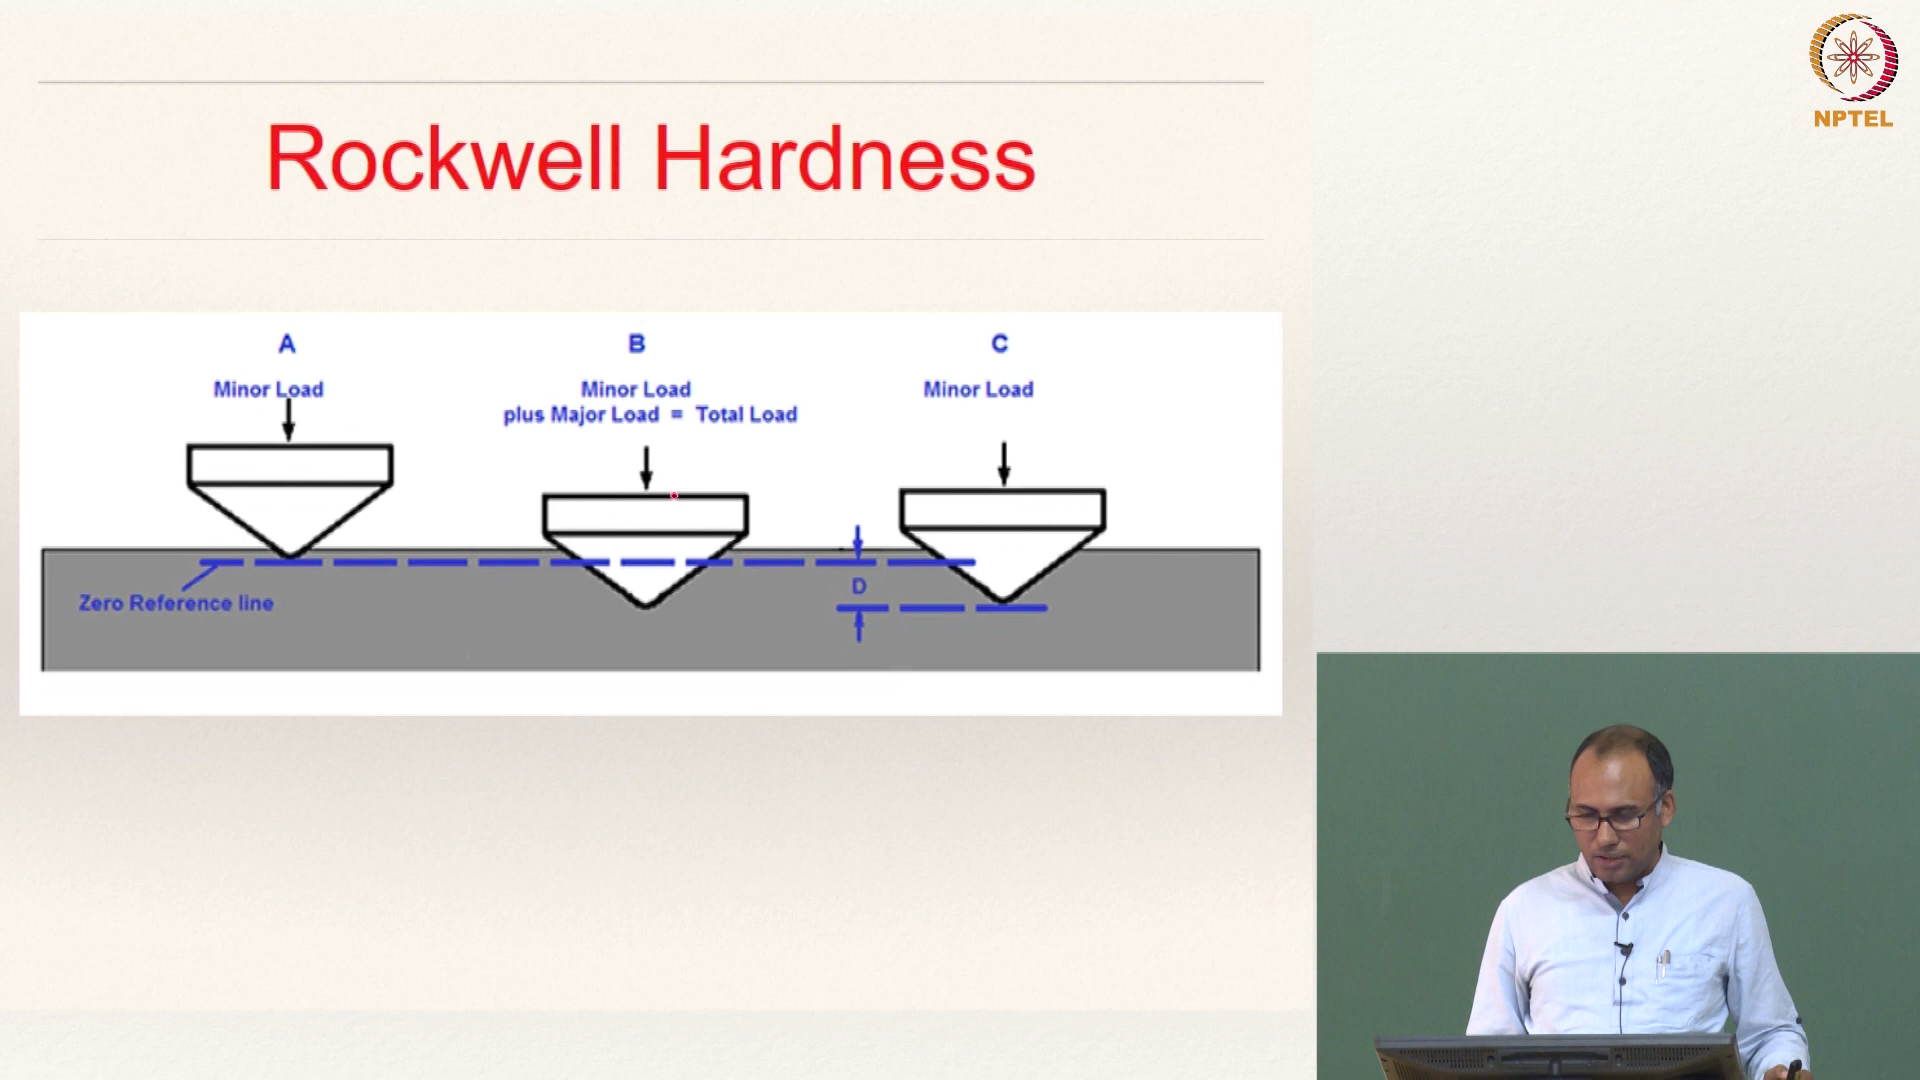 NPTEL
Rockwell Hardness
A
B
C
Minor Load
Minor Load
plus Major Load = Total Load
Minor Load
D
Zero Reference line